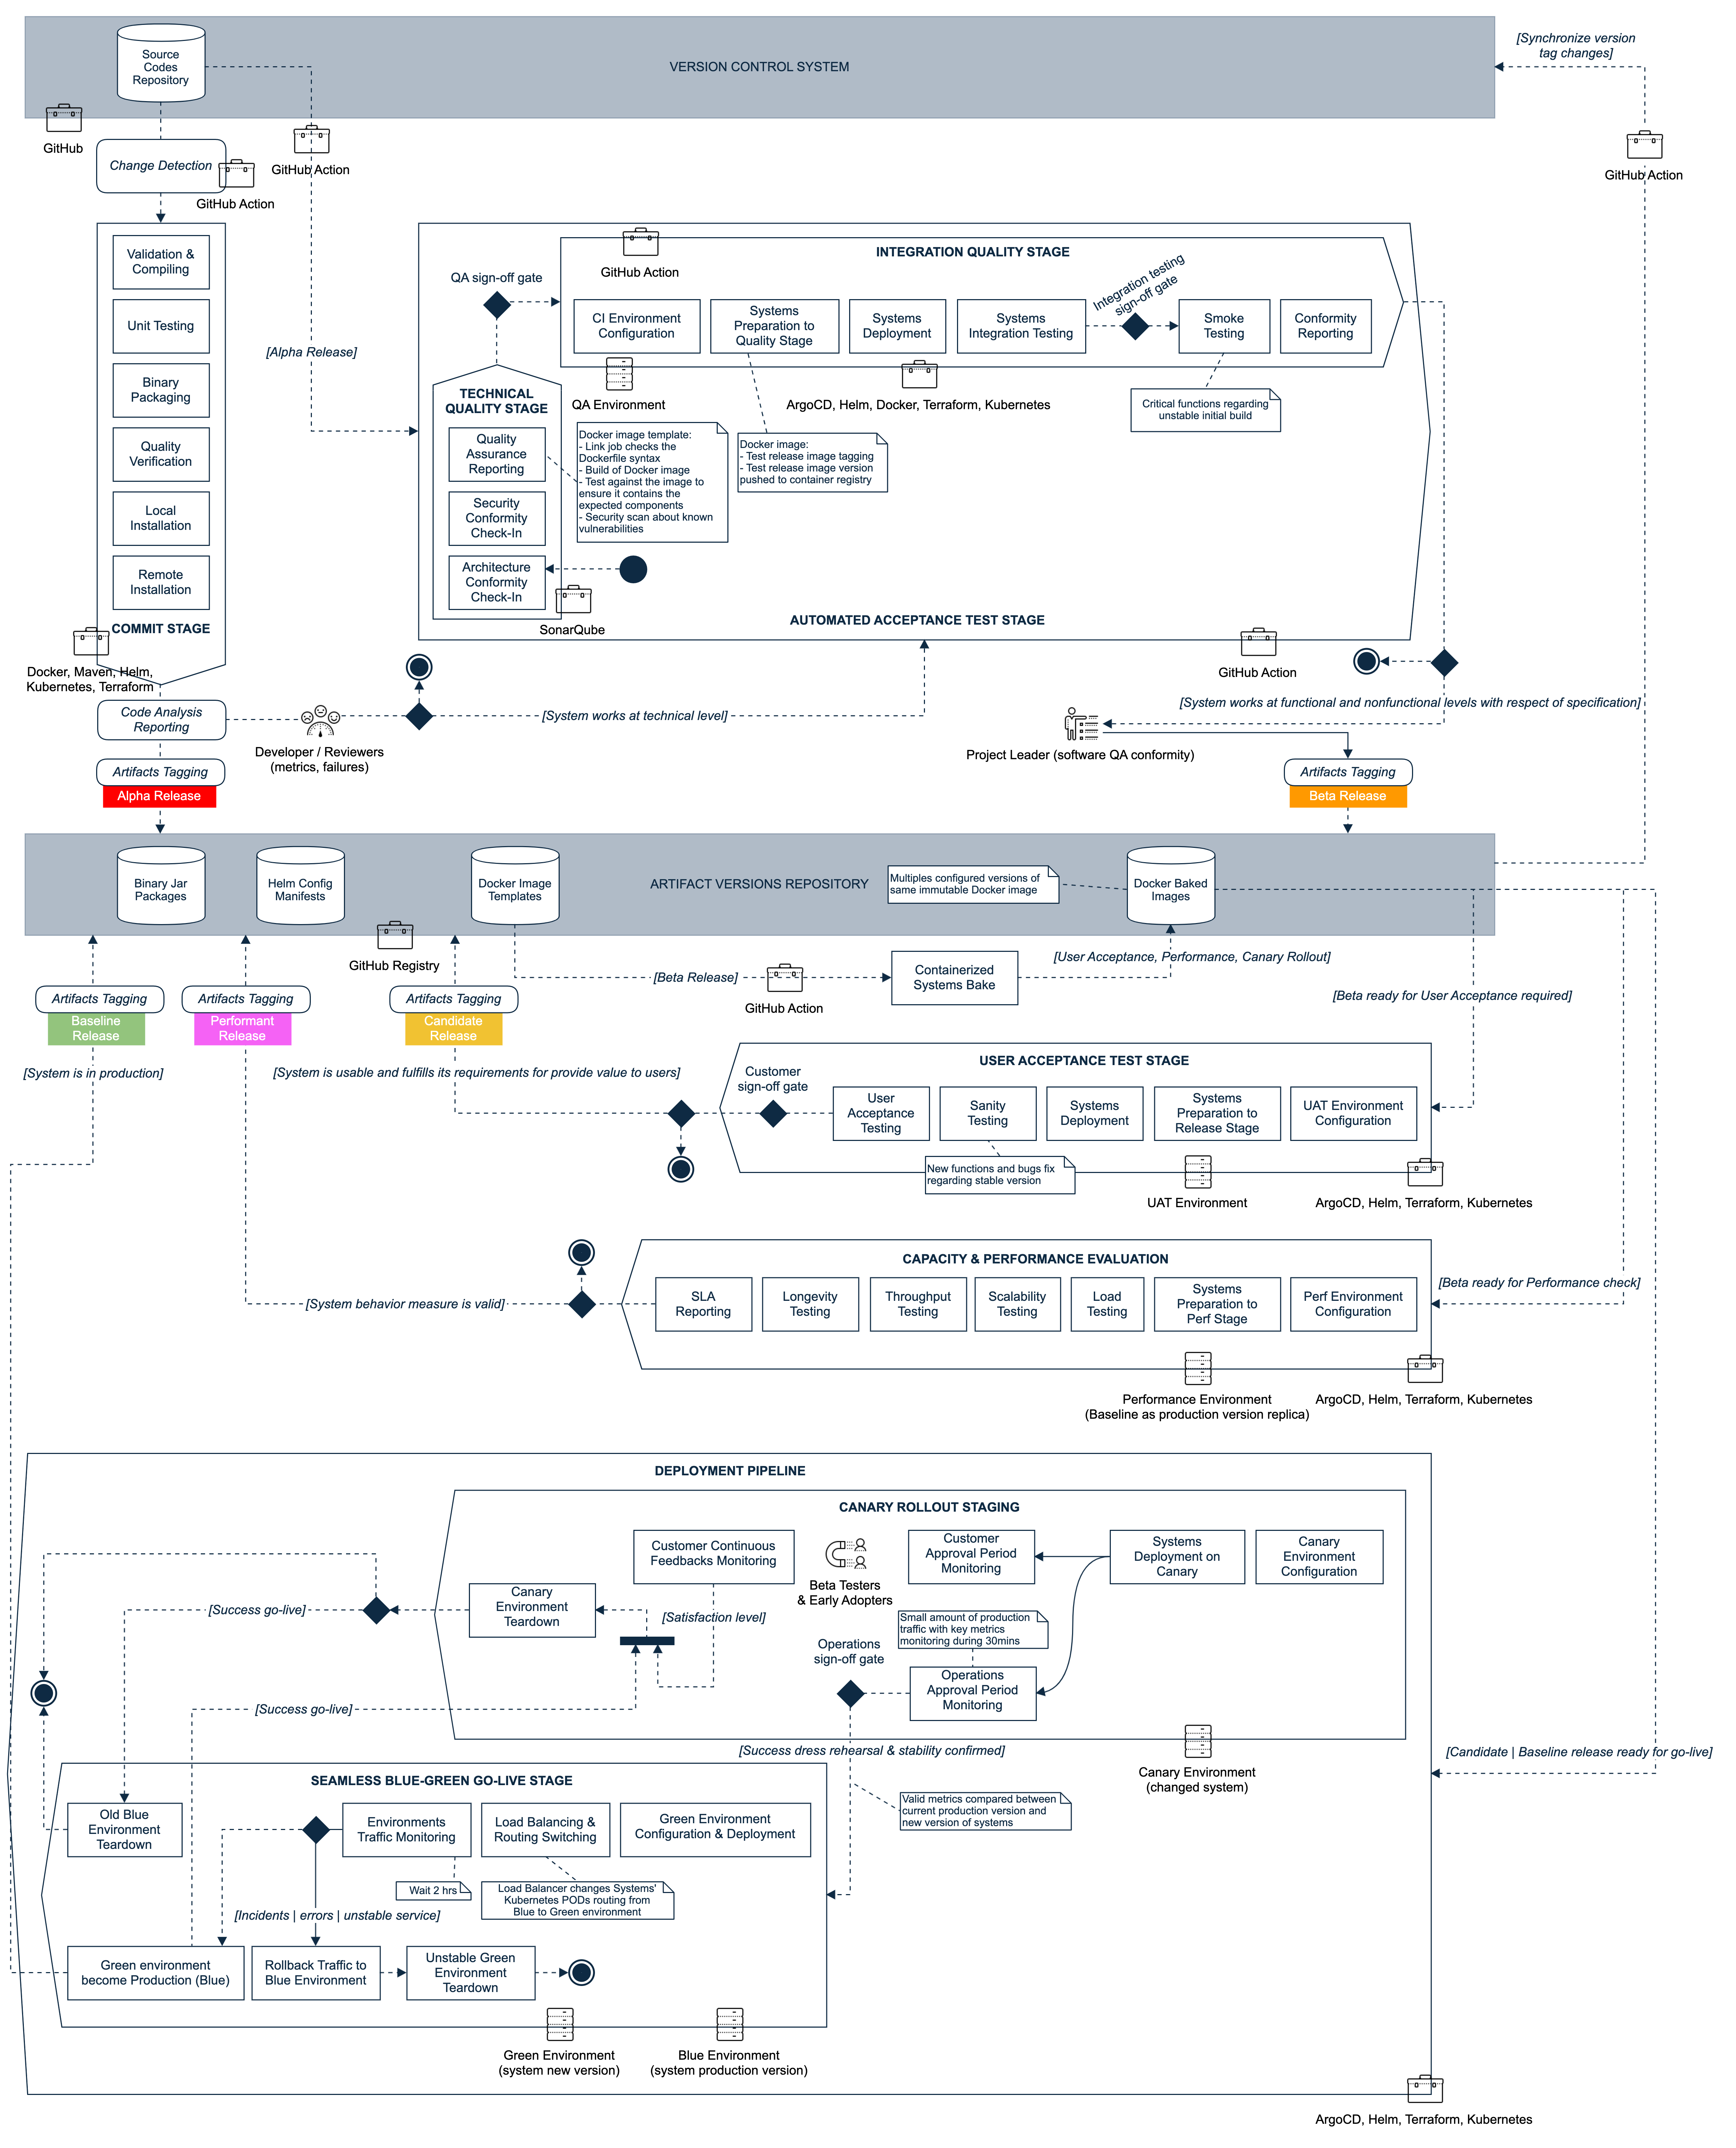 Source
Codes
Repository
VERSION CONTROL SYSTEM
[Synchronize version
tag changes]
GitHub
Change Detection
GitHub Action
GitHub Action
GitHub Action
Validation &
Compiling
Unit Testing
Binary
Packaging
Quality
Verification
Local
Installation
Remote
Installation
COMMIT STAGE
Docker, Maven, Helm,
Kubernetes, Terraform
[Alpha Release]
QA sign-off gate
GitHub Action
INTEGRATION QUALITY STAGE
CI Environment
Configuration
Systems
Preparation to
Quality Stage
Systems
Deployment
Systems
Integration Testing
Integration testing
sign-off gate
Smoke
Testing
Conformity
Reporting
QA Environment
ArgoCD, Helm, Docker, Terraform, Kubernetes
Critical functions regarding
unstable initial build
TECHNICAL
QUALITY STAGE
Quality
Assurance
Reporting
Security
Conformity
Check-In
Architecture
Conformity
Check-In
SonarQube
Docker image template:
- Link job checks the
Dockerfile syntax
- Build of Docker image
- Test against the image to
ensure it contains the
expected components
- Security scan about known
vulnerabilities
Docker image:
- Test release image tagging
- Test release image version
pushed to container registry
AUTOMATED ACCEPTANCE TEST STAGE
GitHub Action
Code Analysis
Reporting
Developer / Reviewers
(metrics, failures)
[System works at technical level]
[System works at functional and nonfunctional levels with respect of specification]
Project Leader (software QA conformity)
Artifacts Tagging
Alpha Release
Artifacts Tagging
Beta Release
Binary Jar
Packages
Helm Config
Manifests
Docker Image
Templates
ARTIFACT VERSIONS REPOSITORY
Multiples configured versions of
same immutable Docker image
Docker Baked
Images
GitHub Registry
[Beta Release]
GitHub Action
Containerized
Systems Bake
[User Acceptance, Performance, Canary Rollout]
Artifacts Tagging
Baseline
Release
Artifacts Tagging
Performant
Release
Artifacts Tagging
Candidate
Release
[Beta ready for User Acceptance required]
[System is in production]
[System is usable and fulfills its requirements for provide value to users]
USER ACCEPTANCE TEST STAGE
Customer
sign-off gate
User
Acceptance
Testing
Sanity
Testing
Systems
Deployment
Systems
Preparation to
Release Stage
UAT Environment
Configuration
New functions and bugs fix
regarding stable version
UAT Environment
ArgoCD, Helm, Terraform, Kubernetes
CAPACITY & PERFORMANCE EVALUATION
[Beta ready for Performance check]
[System behavior measure is valid]
SLA
Reporting
Longevity
Testing
Throughput
Testing
Scalability
Testing
Load
Testing
Systems
Preparation to
Perf Stage
Perf Environment
Configuration
Performance Environment
(Baseline as production version replica)
ArgoCD, Helm, Terraform, Kubernetes
DEPLOYMENT PIPELINE
CANARY ROLLOUT STAGING
Customer Continuous
Feedbacks Monitoring
Beta Testers
& Early Adopters
Customer
Approval Period
Monitoring
Systems
Deployment on
Canary
Canary
Environment
Configuration
Canary
Environment
Teardown
[Success go-live]
[Satisfaction level]
Small amount of production
traffic with key metrics
monitoring during 30mins
Operations
sign-off gate
Operations
Approval Period
Monitoring
[Success go-live]
[Success dress rehearsal & stability confirmed]
Canary Environment
(changed system)
[Candidate | Baseline release ready for go-live]
Valid metrics compared between
current production version and
new version of systems
SEAMLESS BLUE-GREEN GO-LIVE STAGE
Old Blue
Environment
Teardown
Environments
Traffic Monitoring
Load Balancing &
Routing Switching
Green Environment
Configuration & Deployment
Wait 2 hrs
Load Balancer changes Systems'
Kubernetes PODs routing from
Blue to Green environment
[Incidents | errors | unstable service]
Green environment
become Production (Blue)
Rollback Traffic to
Blue Environment
Unstable Green
Environment
Teardown
Green Environment
(system new version)
Blue Environment
(system production version)
ArgoCD, Helm, Terraform, Kubernetes